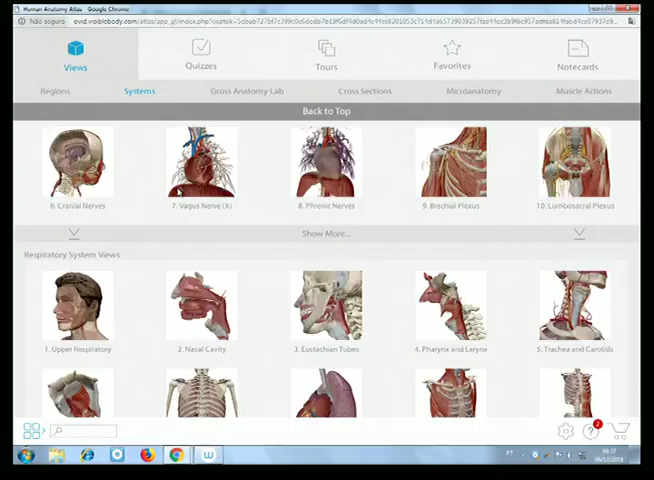 Human Anatomy Atlas - Google Chrome
Não seguro
Views
Quizzes
Tours
Favorites
Notecards
Regions
Systems
Gross Anatomy Lab
Cross Sections
Microanatomy
Muscle Actions
Back to Top
6. Cranial Nerves
7. Vagus Nerve (X)
8. Phrenic Nerves
9. Brachial Plexus
10. Lumbosacral Plexus
Show More...
Respiratory System Views
1. Upper Respiratory
2. Nasal Cavity
3. Eustachian Tubes
4. Pharynx and Larynx
5. Trachea and Carotids
2
PT